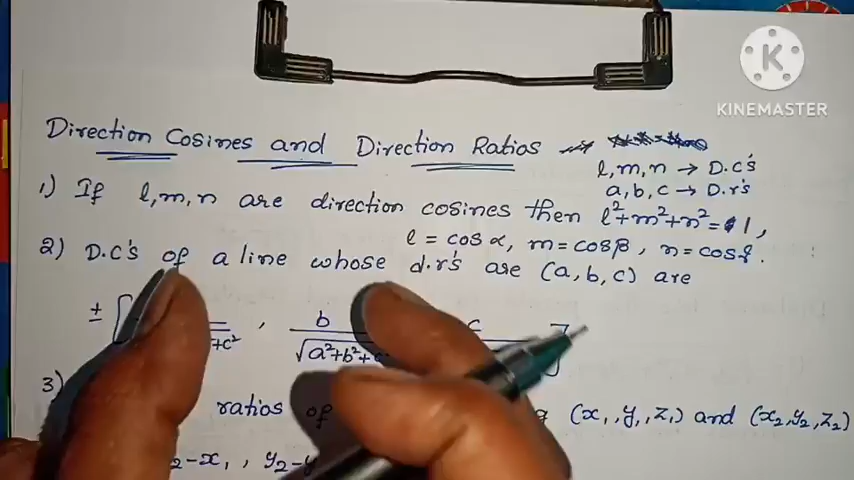 KINEMASTER
Direction Cosines and Direction Ratios
l, m, n → D.C's
a, b, c → D.r's
1) If l, m, n are direction cosines then l²+m²+n²=1,
l = cos α, m = cos β, n = cos γ.
2) D.C's of a line whose d.r's are (a, b, c) are
± [ +c² , b / √a²+b²+ c ]
3) ratios of (x₁, y₁, z₁) and (x₂, y₂, z₂)
₂-x₁, y₂-y